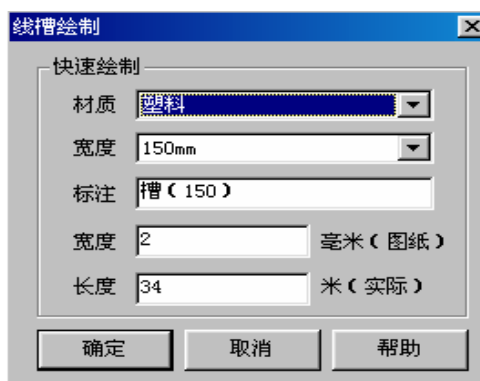 线槽绘制
快速绘制
材质 塑料
宽度 150mm
标注 槽(150)
宽度 2 毫米(图纸)
长度 34 米(实际)
确定 取消 帮助